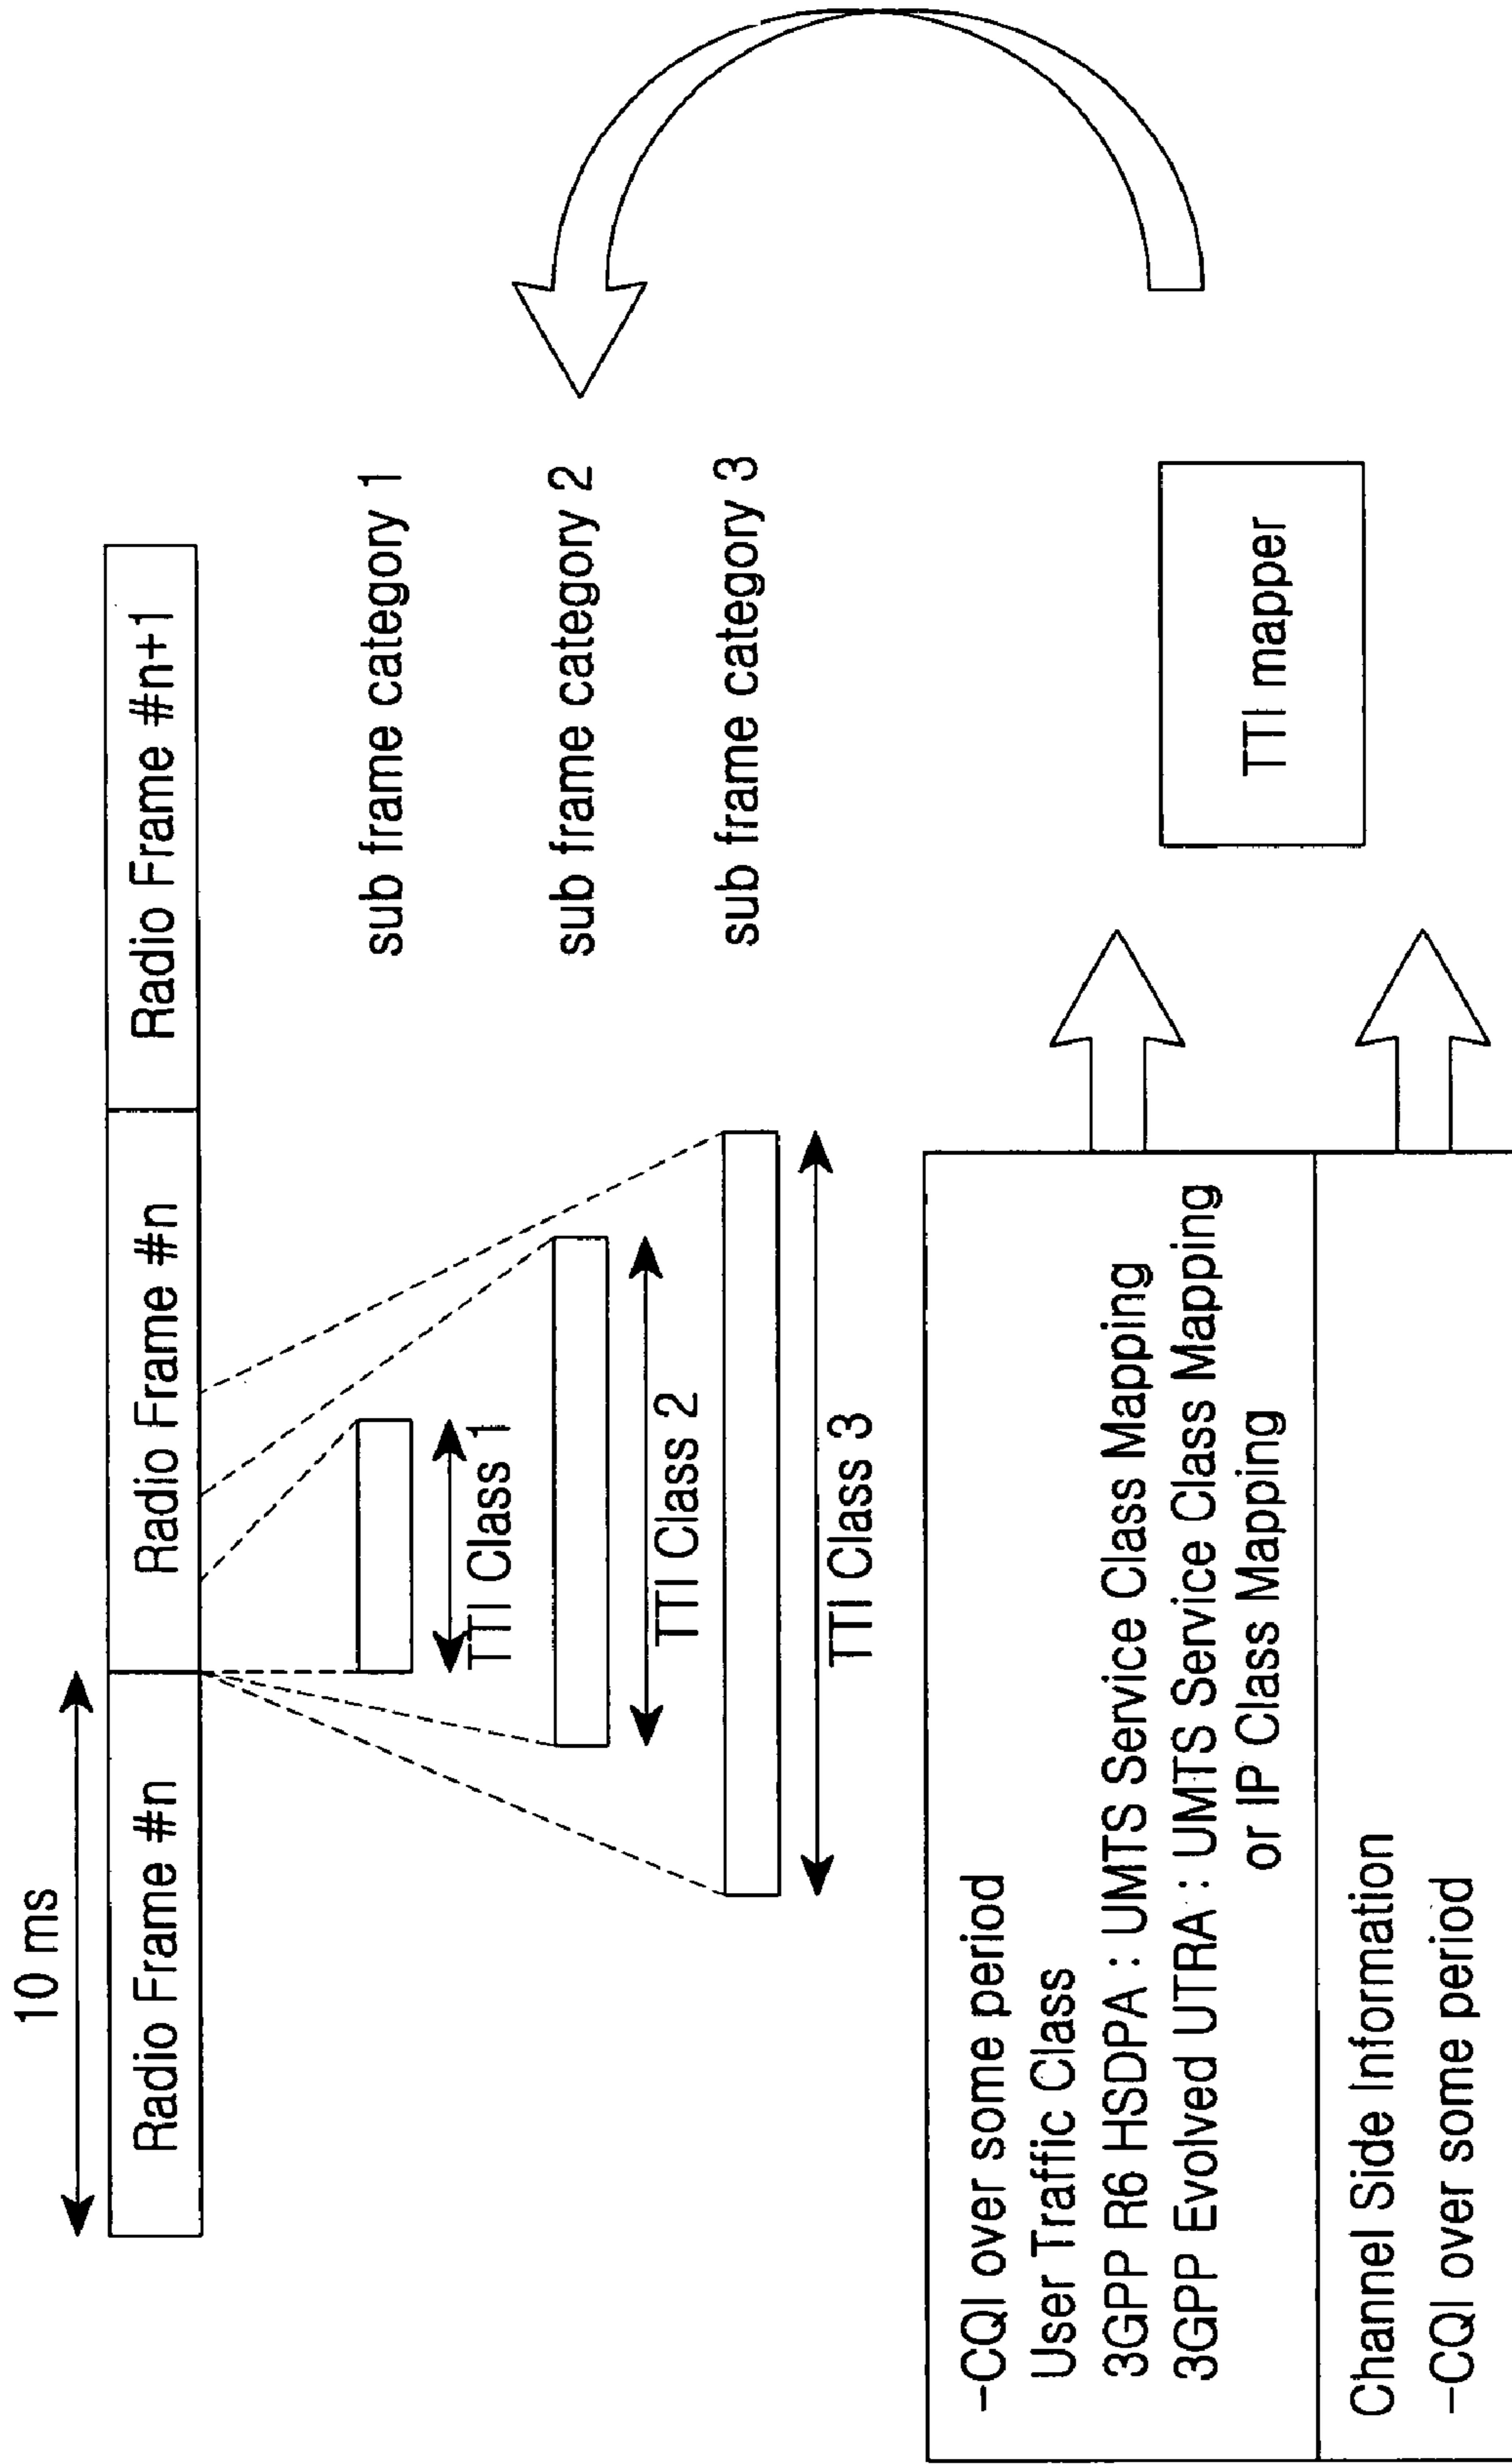 10 ms
Radio Frame #n
Radio Frame #n
Radio Frame #n+1
TTI Class 1
sub frame category 1
TTI Class 2
sub frame category 2
TTI Class 3
sub frame category 3
-CQI over some period
User Traffic Class
3GPP R6 HSDPA : UMTS Service Class Mapping
3GPP Evolved UTRA : UMTS Service Class Mapping
or IP Class Mapping
Channel Side Information
-CQI over some period
TTI mapper